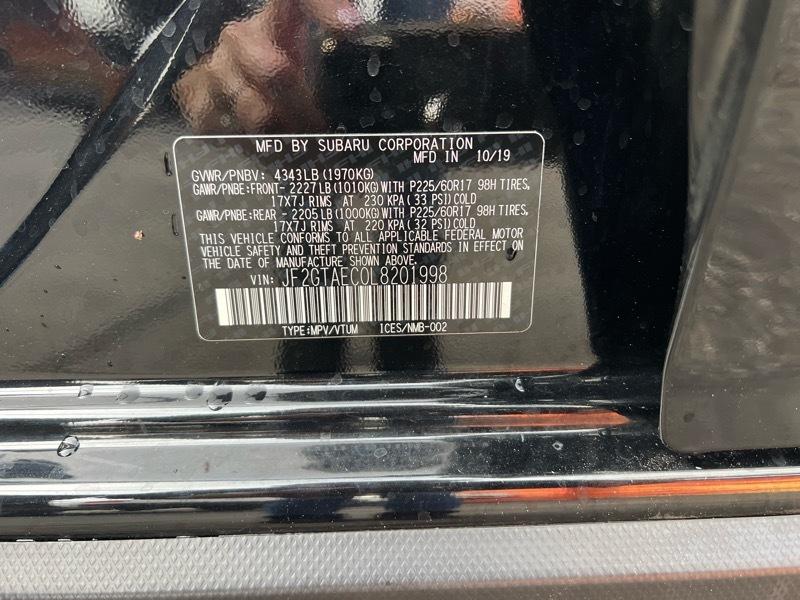 MFD BY SUBARU CORPORATION
MFD IN 10/19
GVWR/PNBV: 4343LB(1970KG)
GAWR/PNBE:FRONT- 2227LB(1010KG)WITH P225/60R17 98H TIRES,
17X7J RIMS AT 230 KPA(33 PSI)COLD
GAWR/PNBE:REAR - 2205LB(1000KG)WITH P225/60R17 98H TIRES,
17X7J RIMS AT 220 KPA(32 PSI)COLD
THIS VEHICLE CONFORMS TO ALL APPLICABLE FEDERAL MOTOR
VEHICLE SAFETY AND THEFT PREVENTION STANDARDS IN EFFECT ON
THE DATE OF MANUFACTURE SHOWN ABOVE.
VIN: JF2GTAEC0L8201998
TYPE:MPV/VTUM ICES/NMB-002